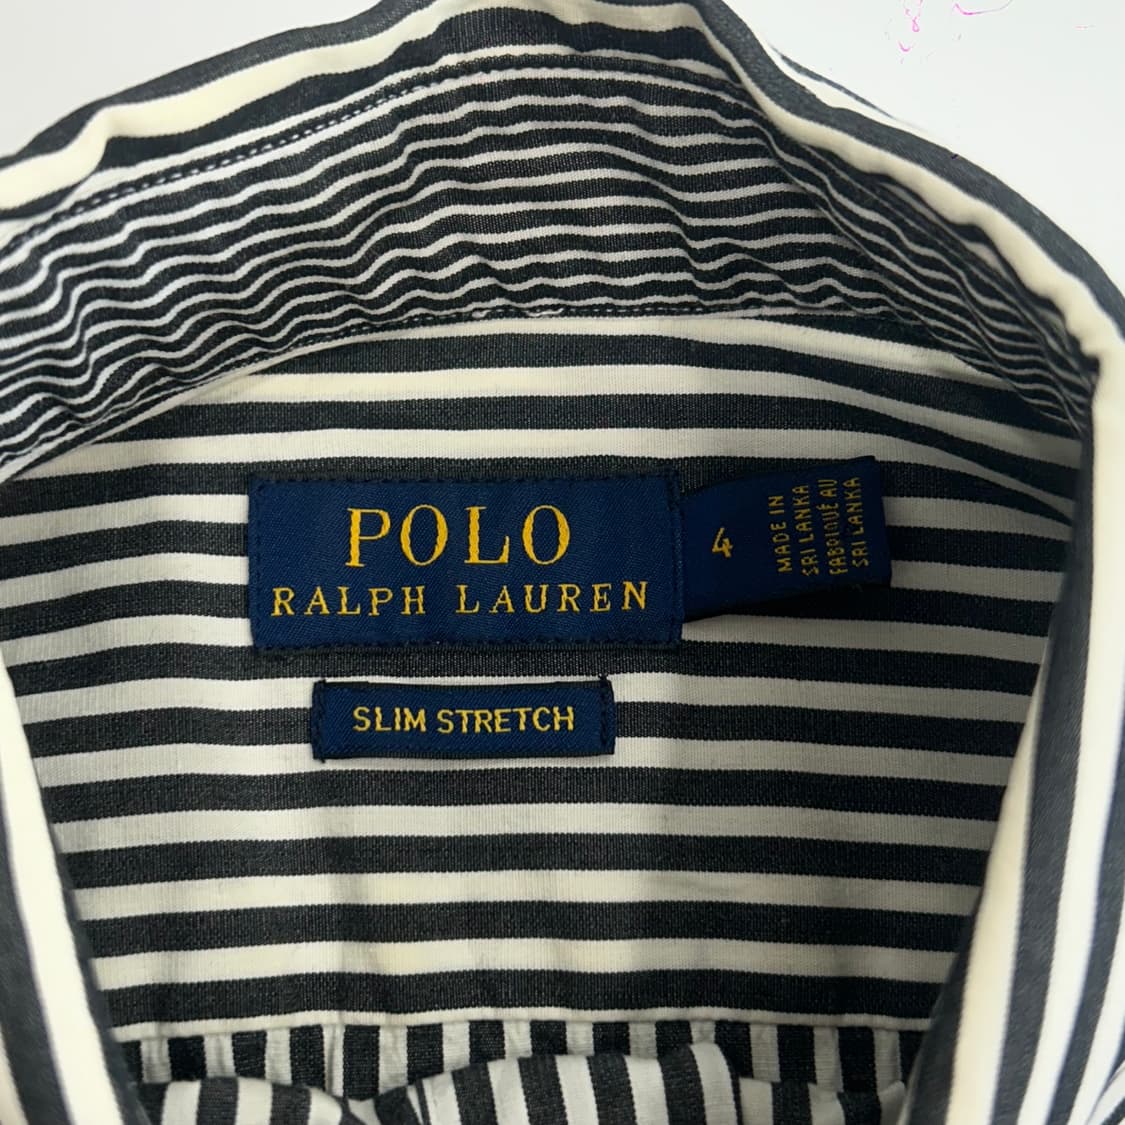 POLO
RALPH LAUREN
4
MADE IN
SRI LANKA
FABRIQUÉ AU
SRI LANKA
SLIM STRETCH